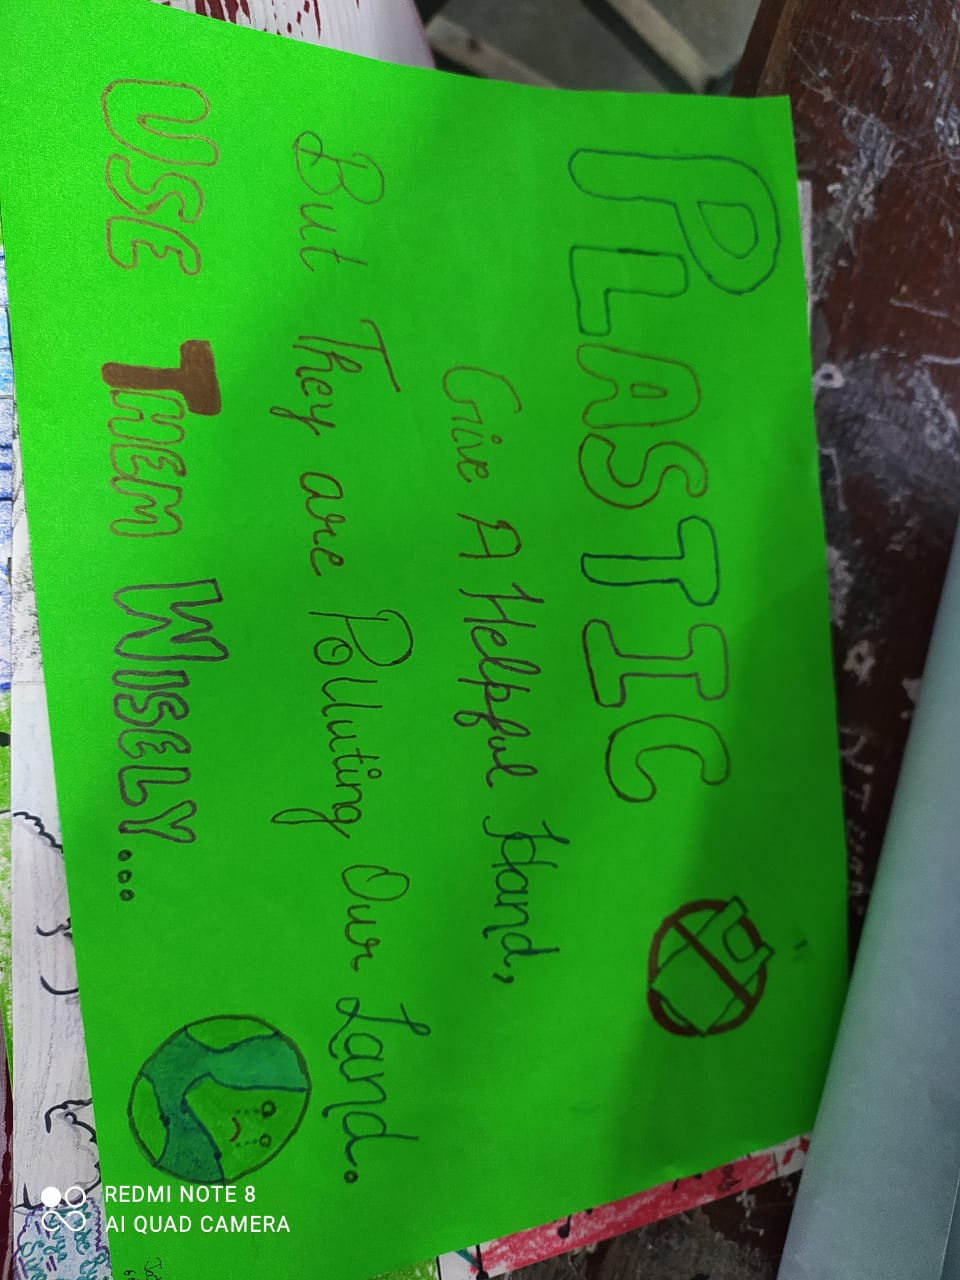 PLASTIC
Give A Helpful Hand,
But They are Polluting Our Land.
USE THEM WISELY....
REDMI NOTE 8
AI QUAD CAMERA